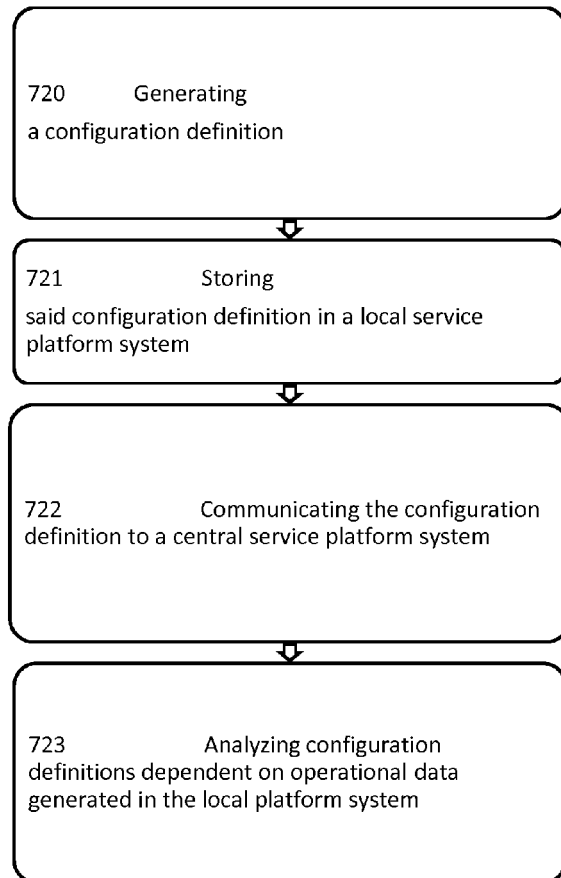 720 Generating
a configuration definition
721 Storing
said configuration definition in a local service
platform system
722 Communicating the configuration
definition to a central service platform system
723 Analyzing configuration
definitions dependent on operational data
generated in the local platform system